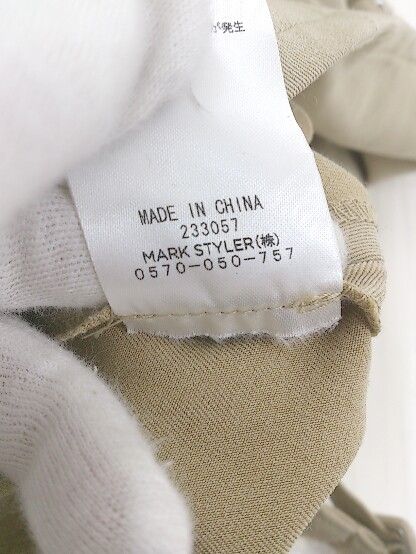 が発生
MADE IN CHINA
233057
MARK STYLER(株)
0570-050-757